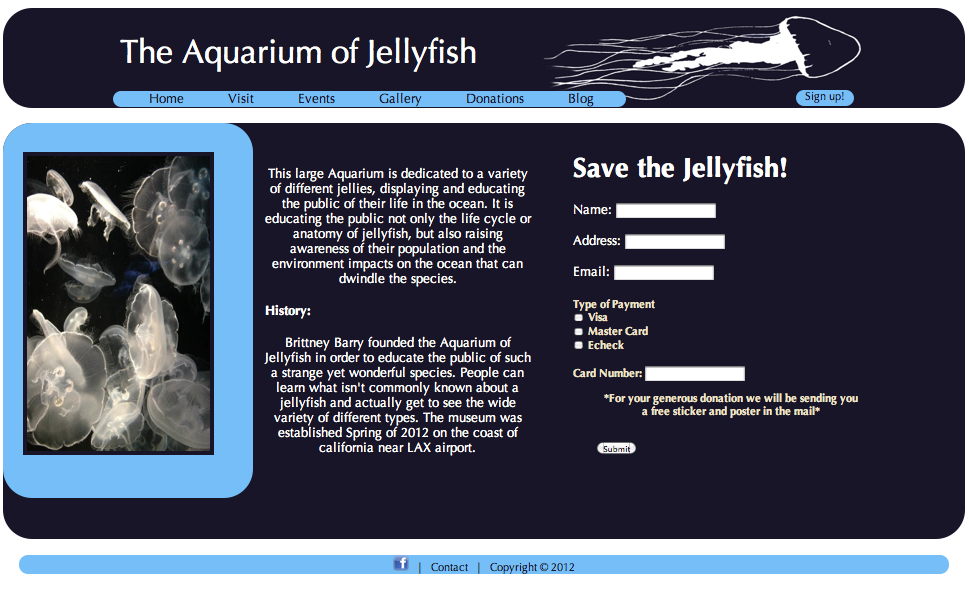 The Aquarium of Jellyfish
Home Visit Events Gallery Donations Blog Sign up!
This large Aquarium is dedicated to a variety
of different jellies, displaying and educating
the public of their life in the ocean. It is
educating the public not only the life cycle or
anatomy of jellyfish, but also raising
awareness of their population and the
environment impacts on the ocean that can
dwindle the species.
History:
Brittney Barry founded the Aquarium of
Jellyfish in order to educate the public of such
a strange yet wonderful species. People can
learn what isn't commonly known about a
jellyfish and actually get to see the wide
variety of different types. The museum was
established Spring of 2012 on the coast of
california near LAX airport.
Save the Jellyfish!
Name:
Address:
Email:
Type of Payment
Visa
Master Card
Echeck
Card Number:
*For your generous donation we will be sending you
a free sticker and poster in the mail*
Submit
f | Contact | Copyright © 2012